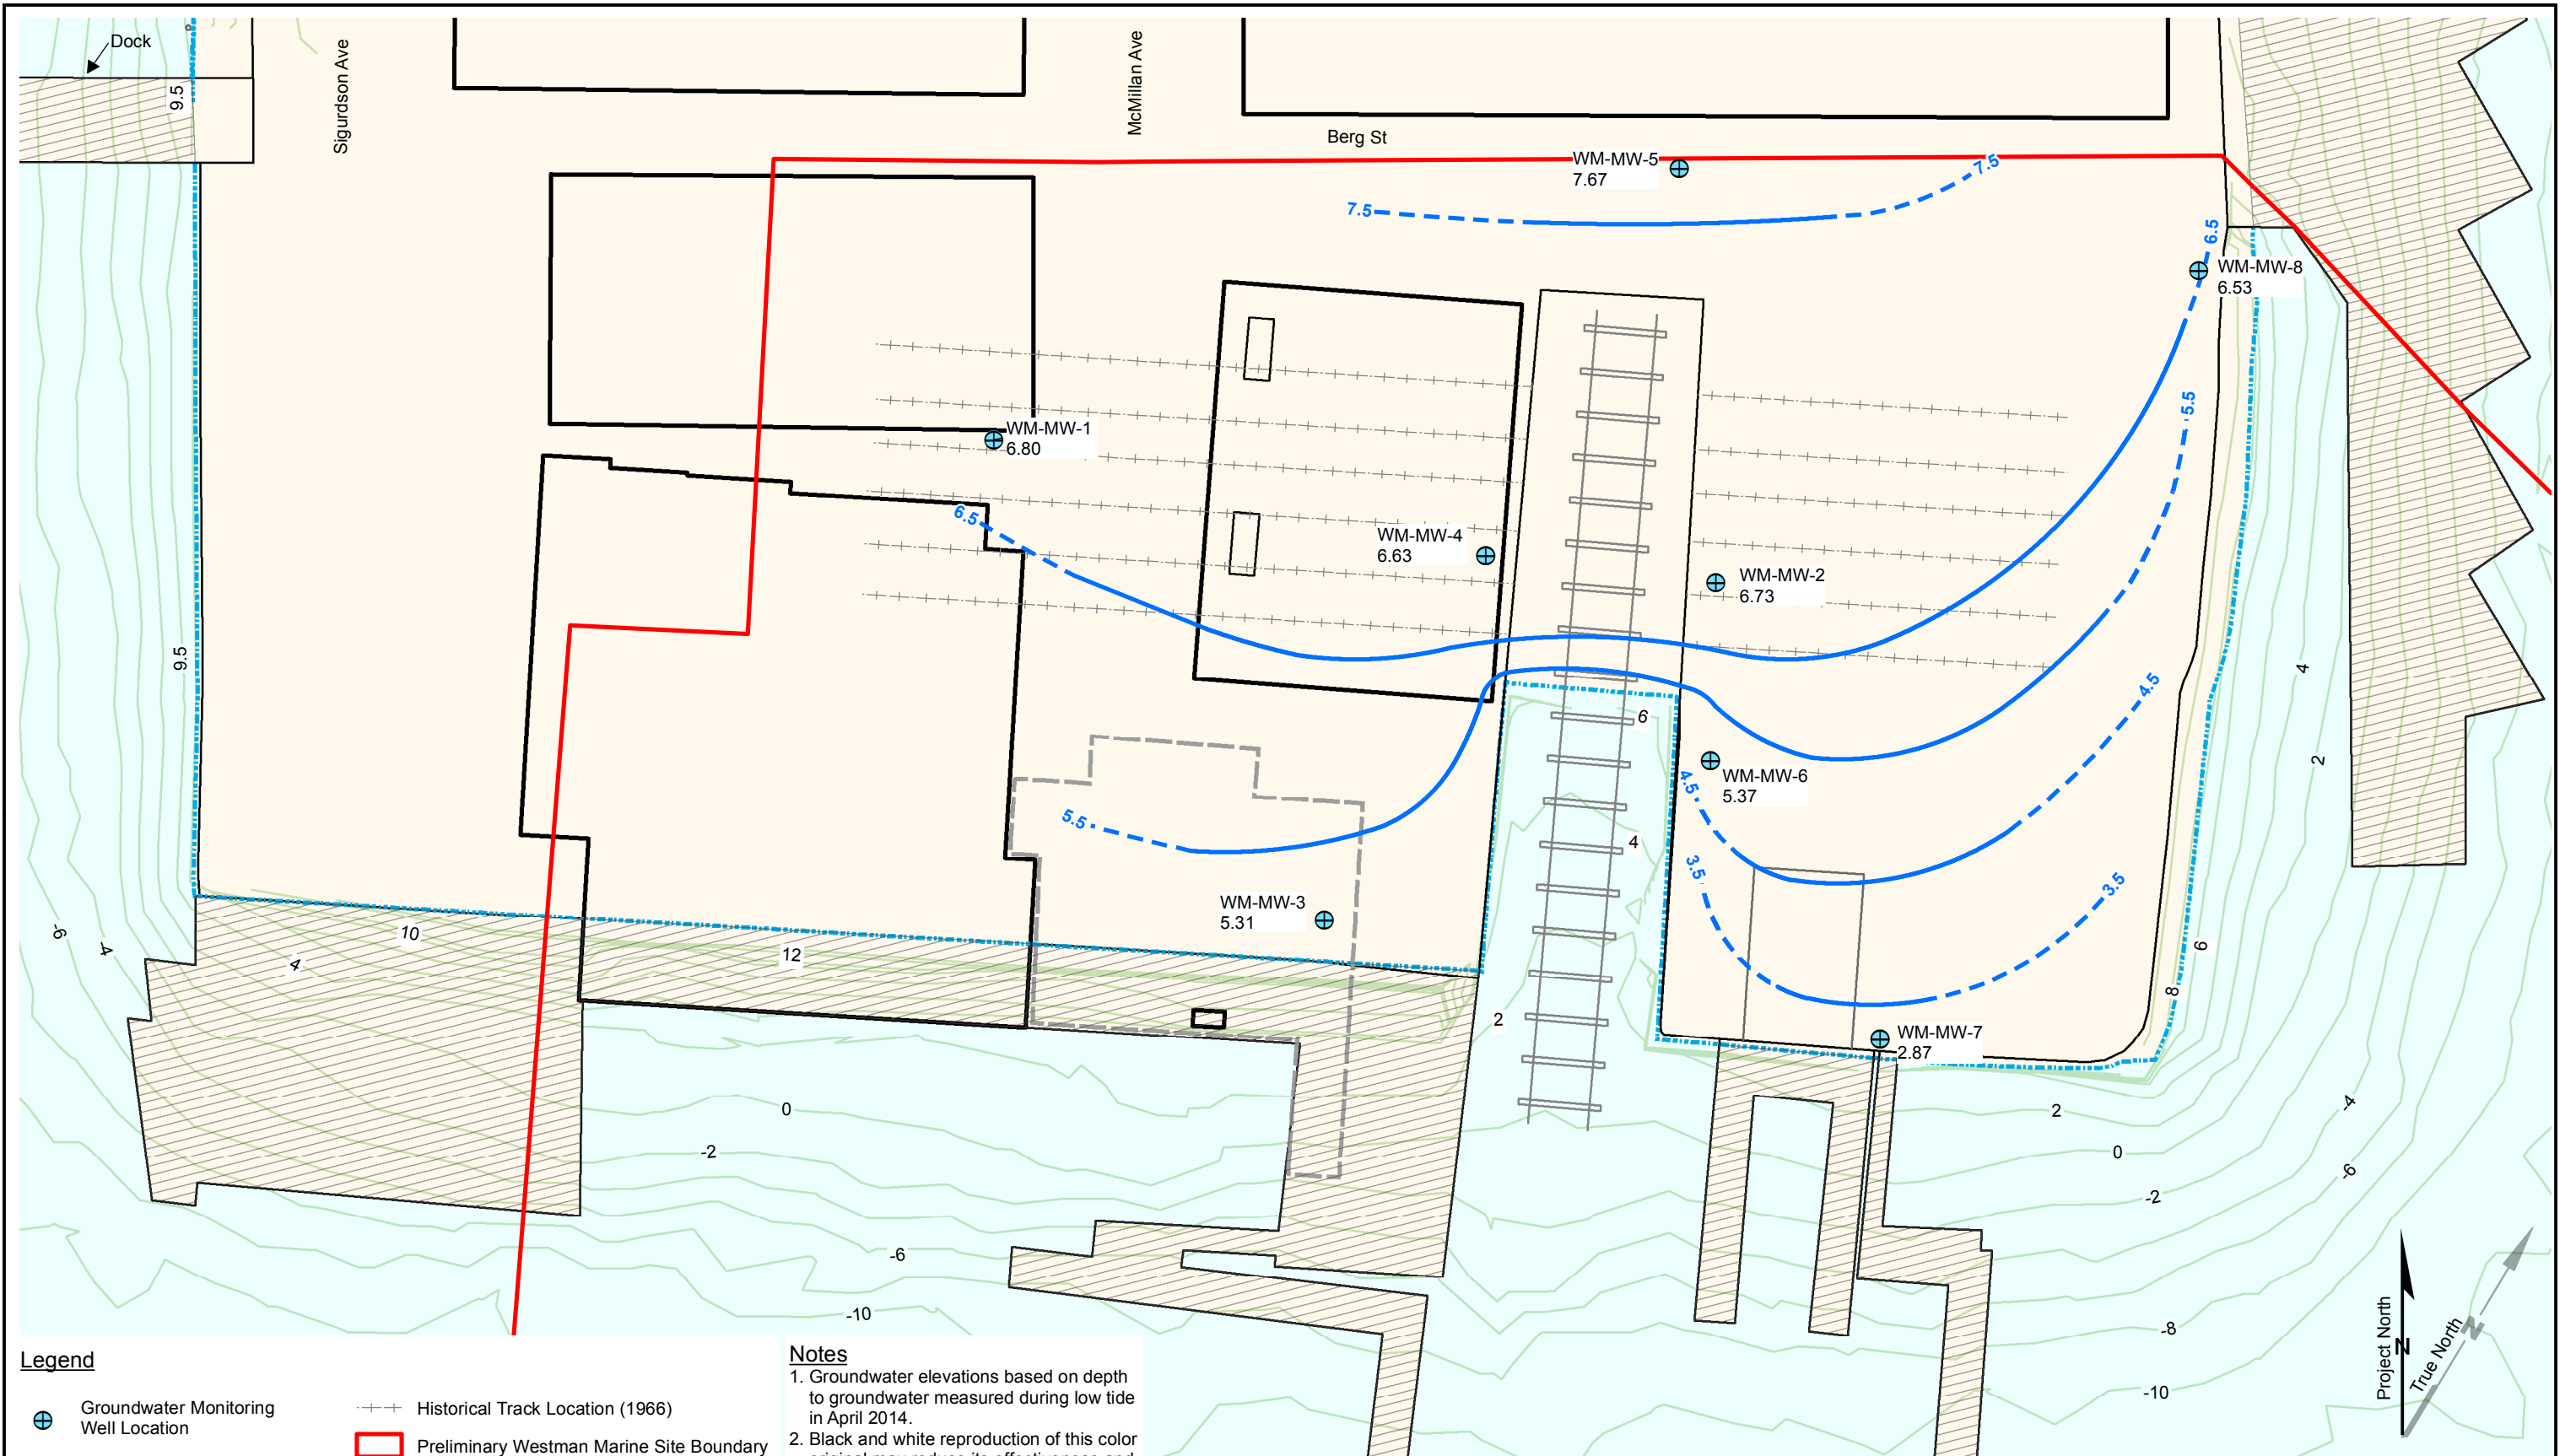 Dock
9.5
Sigurdson Ave
McMillan Ave
Berg St
WM-MW-5
7.67
7.5
7.5
6.5
WM-MW-8
6.53
5.5
WM-MW-1
6.80
6.5
WM-MW-4
6.63
WM-MW-2
6.73
9.5
4
4.5
6
2
WM-MW-6
5.37
4.5
5.5
4
3.5
3.5
WM-MW-3
5.31
-6
-4
10
4
12
6
8
2
WM-MW-7
2.87
0
2
-4
-2
0
-6
-2
-6
-10
-8
-10
Project North
N
True North
N
Legend
Groundwater Monitoring
Well Location
Historical Track Location (1966)
Preliminary Westman Marine Site Boundary
Notes
1. Groundwater elevations based on depth
to groundwater measured during low tide
in April 2014.
2. Black and white reproduction of this color
original may reduce its effectiveness and